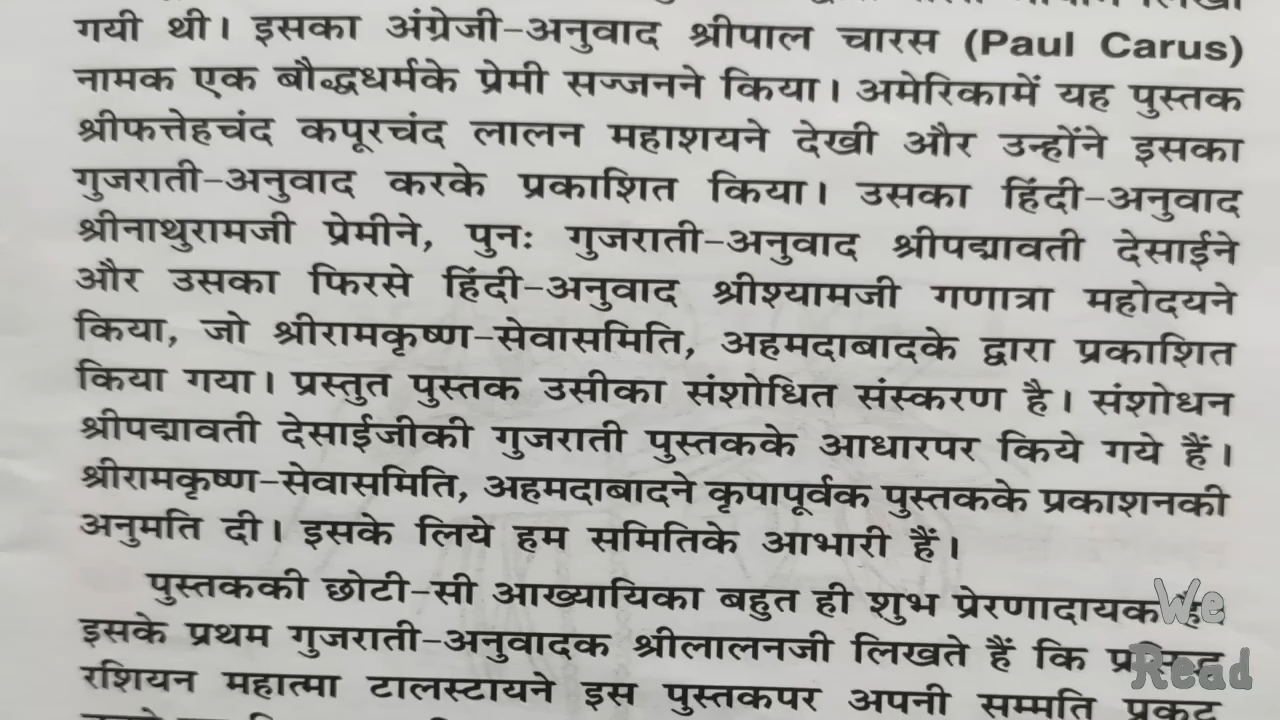 गयी थी। इसका अंग्रेजी-अनुवाद श्रीपाल चारस (Paul Carus)
नामक एक बौद्धधर्मके प्रेमी सज्जनने किया। अमेरिकामें यह पुस्तक
श्रीफत्तेहचंद कपूरचंद लालन महाशयने देखी और उन्होंने इसका
गुजराती-अनुवाद करके प्रकाशित किया। उसका हिंदी-अनुवाद
श्रीनाथुरामजी प्रेमीने, पुनः गुजराती-अनुवाद श्रीपद्मावती देसाईने
और उसका फिरसे हिंदी-अनुवाद श्रीश्यामजी गणात्रा महोदयने
किया, जो श्रीरामकृष्ण-सेवासमिति, अहमदाबादके द्वारा प्रकाशित
किया गया। प्रस्तुत पुस्तक उसीका संशोधित संस्करण है। संशोधन
श्रीपद्मावती देसाईजीकी गुजराती पुस्तकके आधारपर किये गये हैं।
श्रीरामकृष्ण-सेवासमिति, अहमदाबादने कृपापूर्वक पुस्तकके प्रकाशनकी
अनुमति दी। इसके लिये हम समितिके आभारी हैं।
पुस्तककी छोटी-सी आख्यायिका बहुत ही शुभ प्रेरणादायक
इसके प्रथम गुजराती-अनुवादक श्रीलालनजी लिखते हैं कि
रशियन महात्मा टालस्टायने इस पुस्तकपर अपनी सम्मति प्रकट
We
Read